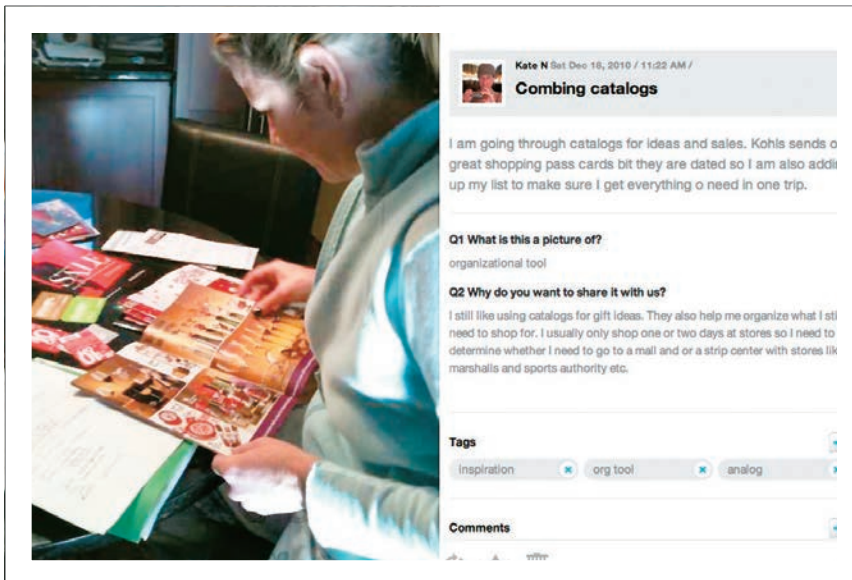 Kate N Sat Dec 18, 2010 / 11:22 AM /
Combing catalogs
I am going through catalogs for ideas and sales. Kohls sends
great shopping pass cards bit they are dated so I am also
up my list to make sure I get everything o need in one trip.
Q1 What is this a picture of?
organizational tool
Q2 Why do you want to share it with us?
I still like using catalogs for gift ideas. They also help me organize what I
need to shop for. I usually only shop one or two days at stores so I need to
determine whether I need to go to a mall and or a strip center with stores
marshalls and sports authority etc.
Tags
inspiration
org tool
analog
Comments
SALE